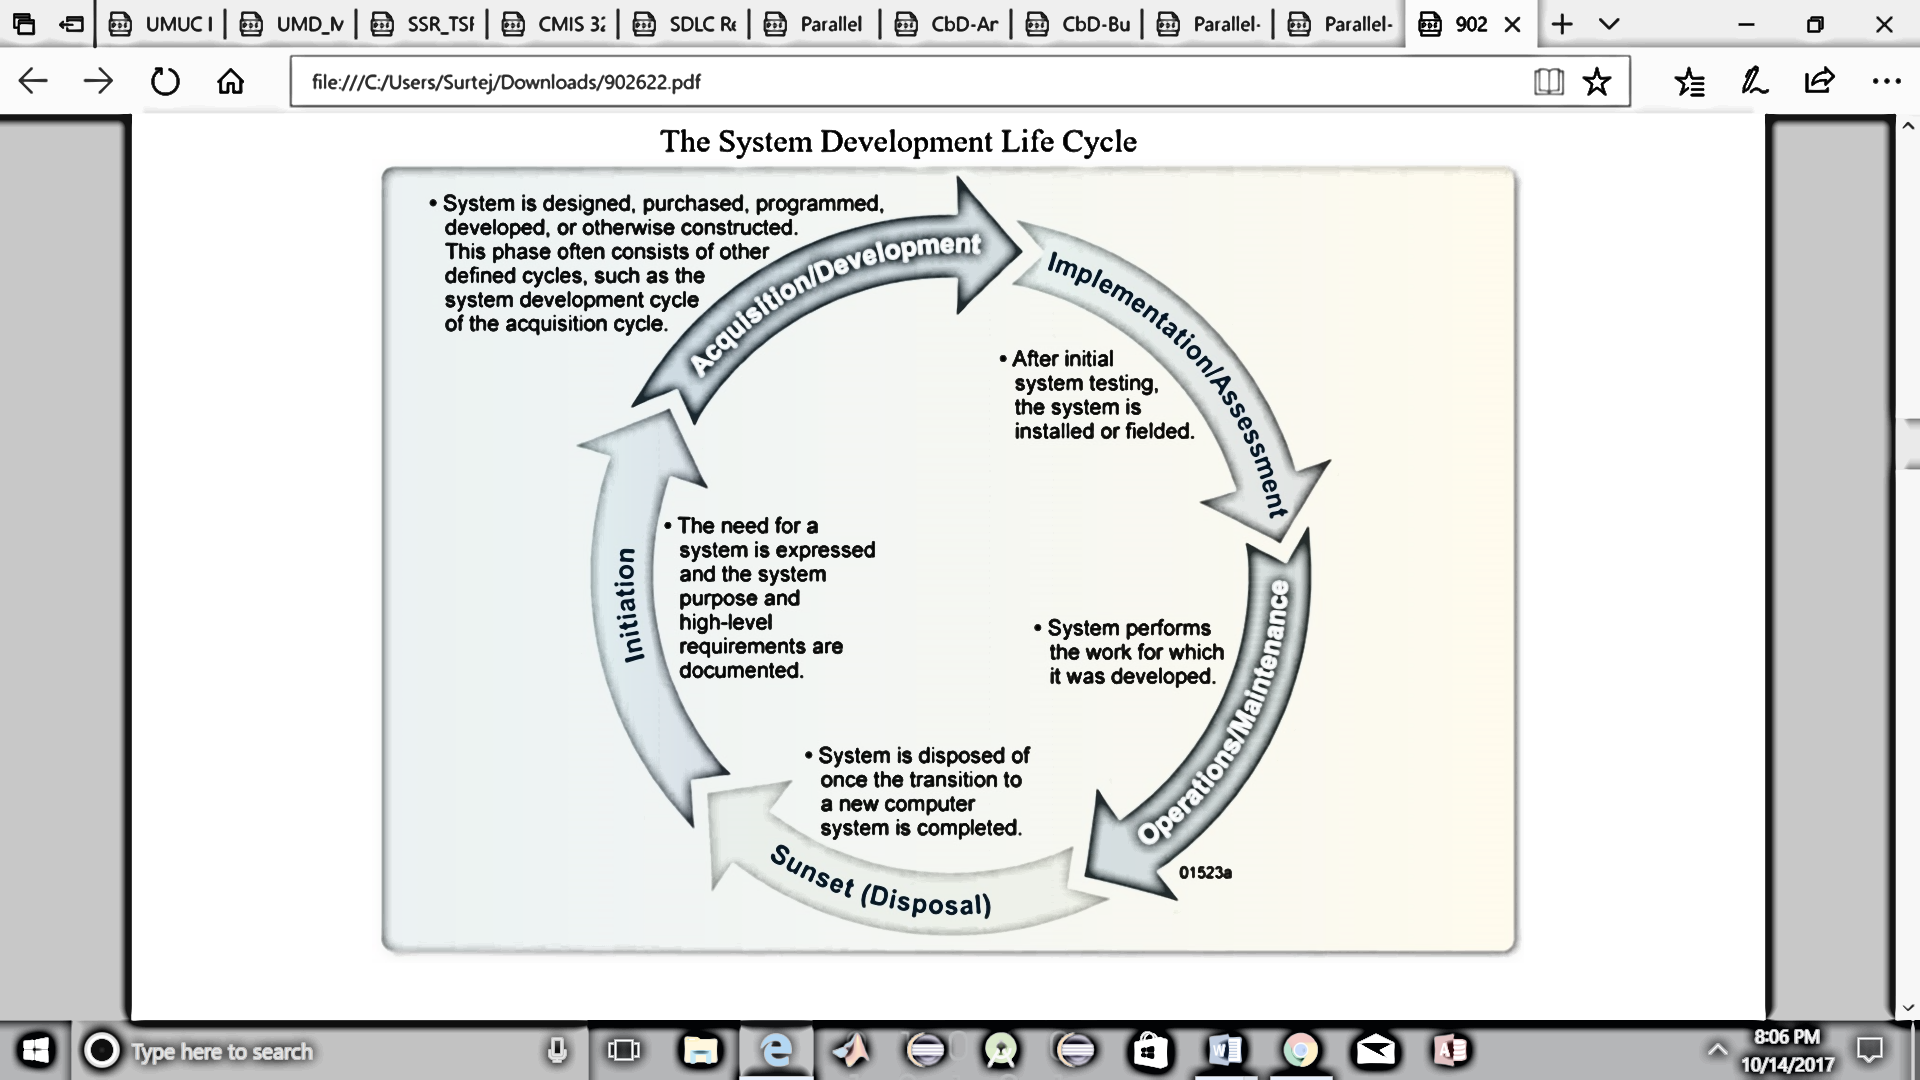 UMUC I
UMD_M
SSR_TSF
CMIS 32
SDLC Re
Parallel
CbD-Ar
CbD-Bu
Parallel-
Parallel-
902
file:///C:/Users/Surtej/Downloads/902622.pdf
The System Development Life Cycle
• System is designed, purchased, programmed,
developed, or otherwise constructed.
This phase often consists of other
defined cycles, such as the
system development cycle
of the acquisition cycle.
Acquisition/Development
Implementation/Assessment
• After initial
system testing,
the system is
installed or fielded.
Initiation
• The need for a
system is expressed
and the system
purpose and
high-level
requirements are
documented.
• System performs
the work for which
it was developed.
Operations/Maintenance
• System is disposed of
once the transition to
a new computer
system is completed.
Sunset (Disposal)
01523a
Type here to search
8:06 PM
10/14/2017